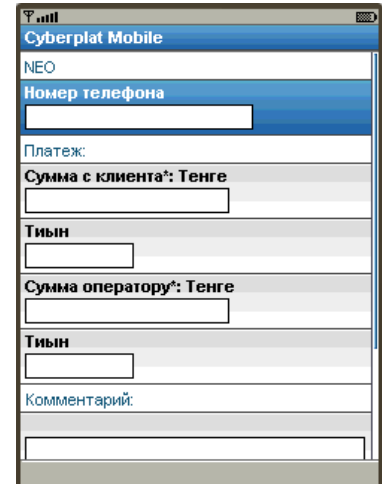 Cyberplat Mobile
NEO
Номер телефона
Платеж:
Сумма с клиента*: Тенге
Тиын
Сумма оператору*: Тенге
Тиын
Комментарий: